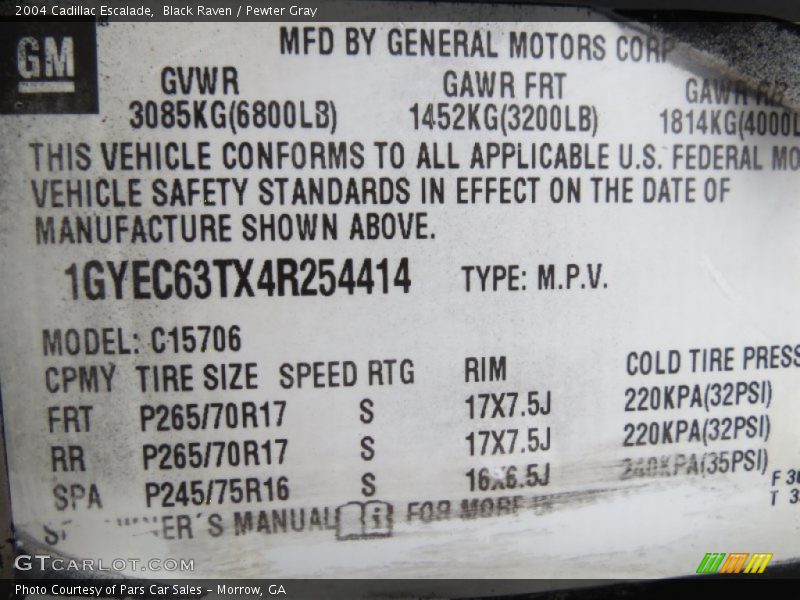 2004 Cadillac Escalade, Black Raven / Pewter Gray
GM
MFD BY GENERAL MOTORS CORP
GVWR GAWR FRT GAWR RR
3085KG(6800LB) 1452KG(3200LB) 1814KG(4000L
THIS VEHICLE CONFORMS TO ALL APPLICABLE U.S. FEDERAL MO
VEHICLE SAFETY STANDARDS IN EFFECT ON THE DATE OF
MANUFACTURE SHOWN ABOVE.
1GYEC63TX4R254414 TYPE: M.P.V.
MODEL: C15706
CPMY TIRE SIZE SPEED RTG RIM COLD TIRE PRESS
FRT P265/70R17 S 17X7.5J 220KPA(32PSI)
RR P265/70R17 S 17X7.5J 220KPA(32PSI)
SPA P245/75R16 S 16X6.5J 240KPA(35PSI)
ER'S MANUAL FOR MORE
F 30
T 3
GTCARLOT.COM
Photo Courtesy of Pars Car Sales – Morrow, GA